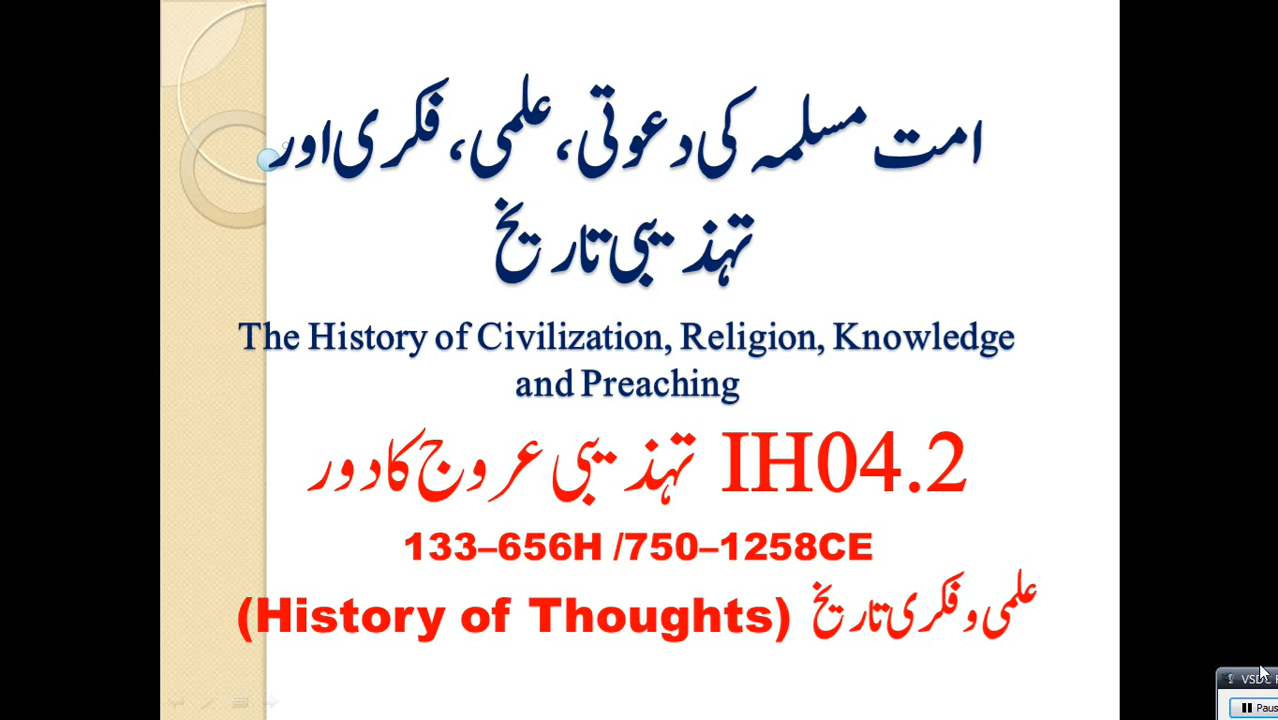 امت مسلمہ کی دعوتی، علمی، فکری اور
تہذیبی تاریخ
The History of Civilization, Religion, Knowledge
and Preaching
IH04.2 تہذیبی عروج کا دور
133–656H /750–1258CE
علمی و فکری تاریخ (History of Thoughts)
VSDC